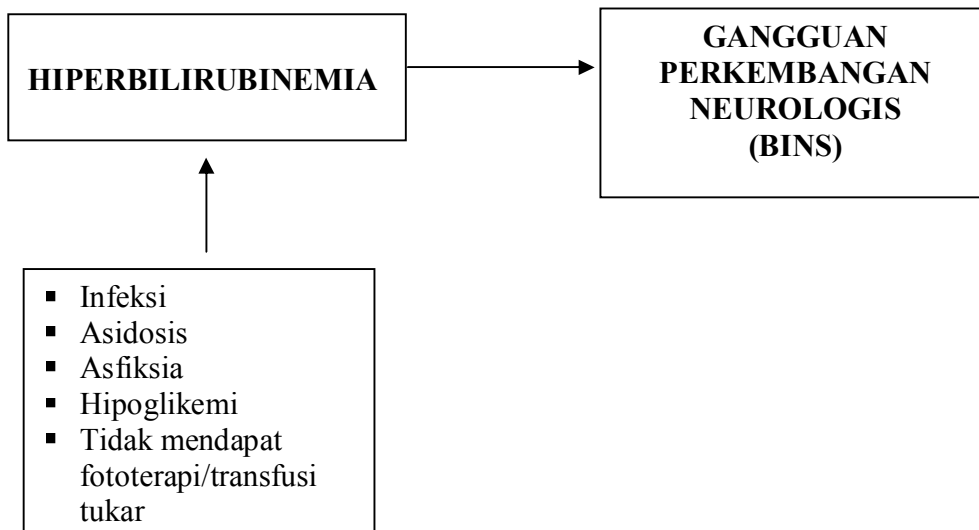 HIPERBILIRUBINEMIA
GANGGUAN
PERKEMBANGAN
NEUROLOGIS
(BINS)
▪ Infeksi
▪ Asidosis
▪ Asfiksia
▪ Hipoglikemi
▪ Tidak mendapat
fototerapi/transfusi
tukar